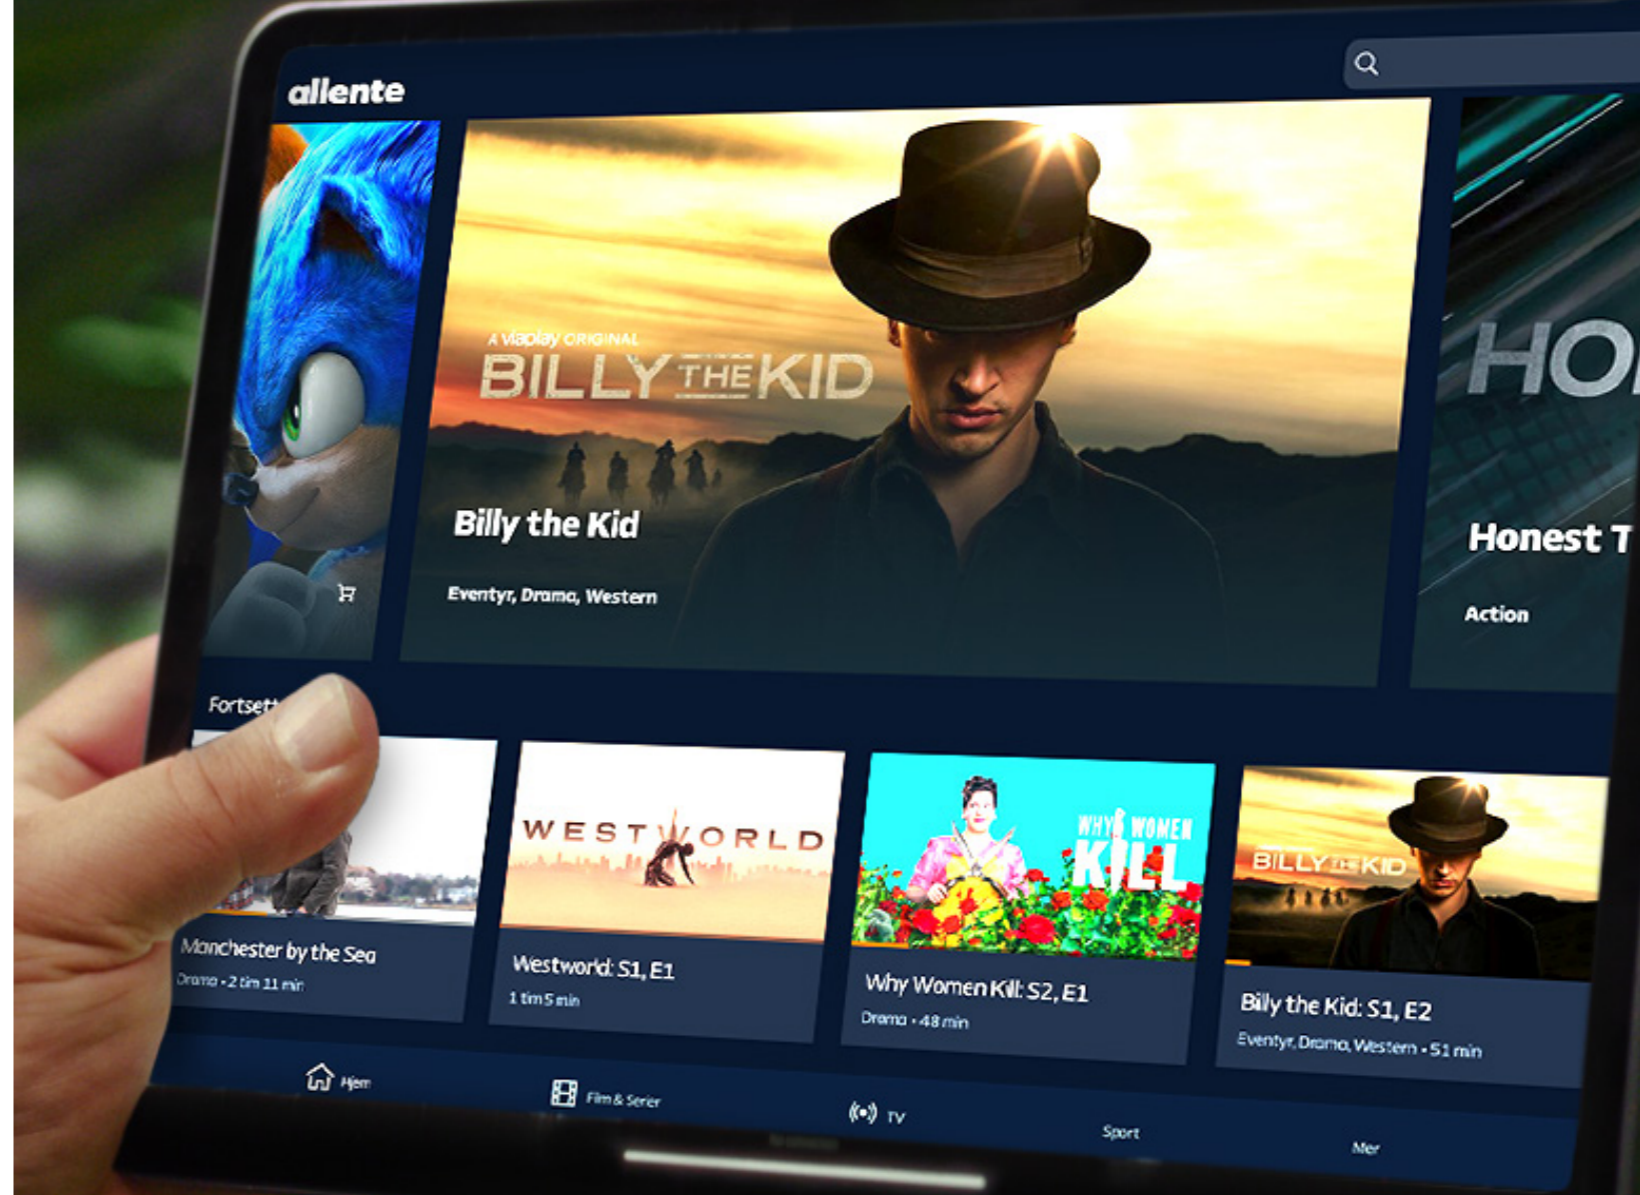 allente
A viaplay ORIGINAL
BILLY THE KID
HO
Billy the Kid
Eventyr, Drama, Western
Honest T
Action
Fortsett
WESTWORLD
WHY WOMEN
KILL
BILLY THE KID
Manchester by the Sea
Drama • 2 tim 11 min
Westworld: S1, E1
1 tim 5 min
Why Women Kill: S2, E1
Drama • 48 min
Billy the Kid: S1, E2
Eventyr, Drama, Western • 51 min
Hjem
Film & Serier
TV
Sport
Mer